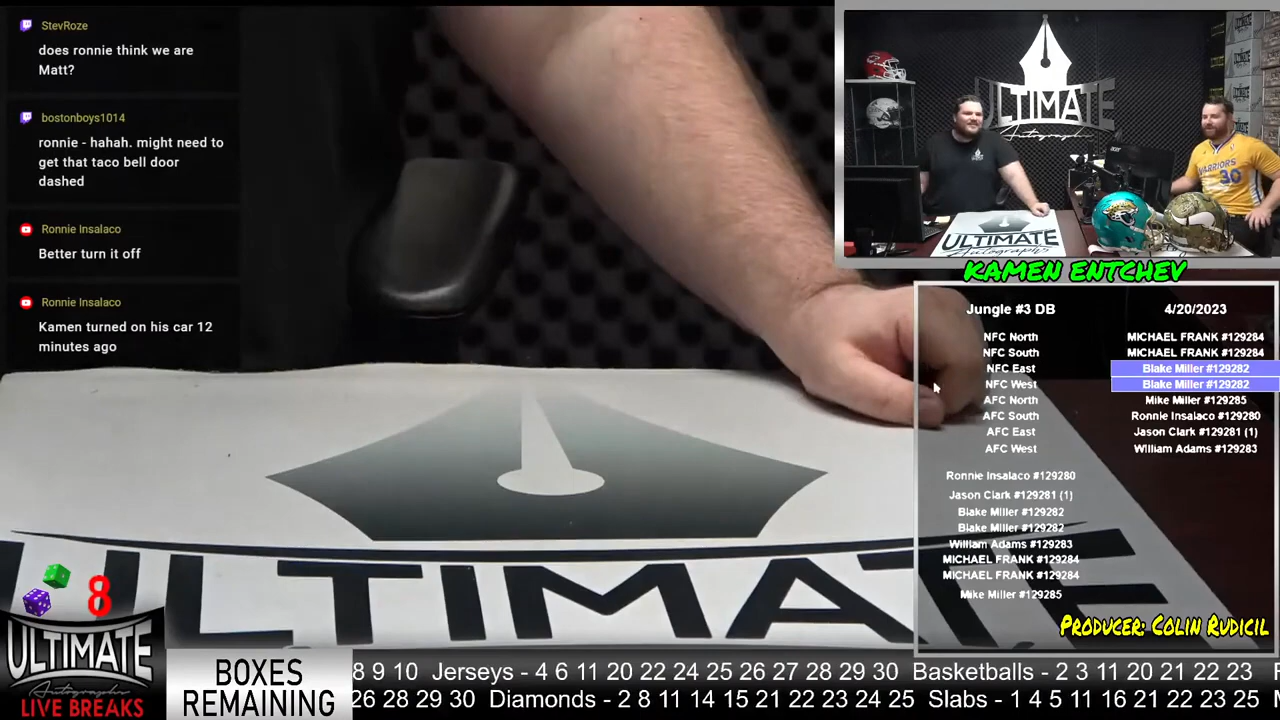 StevRoze
does ronnie think we are
Matt?
bostonboys1014
ronnie - hahah. might need to
get that taco bell door
dashed
Ronnie Insalaco
Better turn it off
Ronnie Insalaco
Kamen turned on his car 12
minutes ago
ULTIMATE
Autographs
WARRIORS
30
ULTIMATE
Autographs
KAMEN ENTCHEV
Jungle #3 DB 4/20/2023
NFC North MICHAEL FRANK #129284
NFC South MICHAEL FRANK #129284
NFC East Blake Miller #129282
NFC West Blake Miller #129282
AFC North Mike Miller #129285
AFC South Ronnie Insalaco #129280
AFC East Jason Clark #129281 (1)
AFC West William Adams #129283
Ronnie Insalaco #129280
Jason Clark #129281 (1)
Blake Miller #129282
Blake Miller #129282
William Adams #129283
MICHAEL FRANK #129284
MICHAEL FRANK #129284
Mike Miller #129285
PRODUCER: COLIN RUDICIL
ULTIMATE
8
ULTIMATE
Autographs
LIVE BREAKS
BOXES
REMAINING
8 9 10 Jerseys - 4 6 11 20 22 24 25 26 27 28 29 30 Basketballs - 2 3 11 20 21 22 23
26 28 29 30 Diamonds - 2 8 11 14 15 21 22 23 24 25 Slabs - 1 4 5 11 16 21 22 23 25